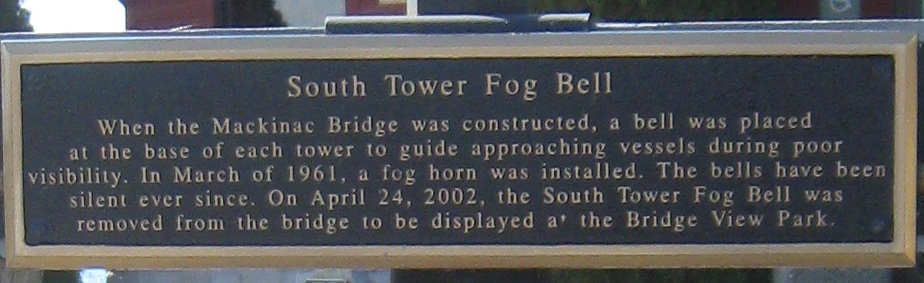 South Tower Fog Bell
When the Mackinac Bridge was constructed, a bell was placed
at the base of each tower to guide approaching vessels during poor
visibility. In March of 1961, a fog horn was installed. The bells have been
silent ever since. On April 24, 2002, the South Tower Fog Bell was
removed from the bridge to be displayed at the Bridge View Park.